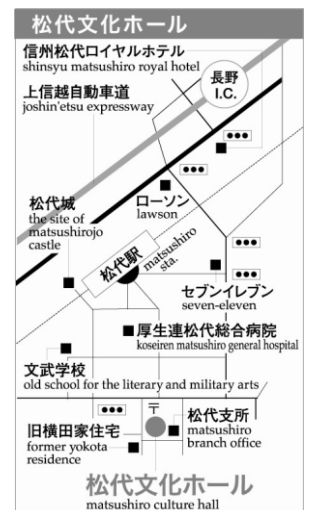 松代文化ホール
信州松代ロイヤルホテル
shinsyu matsushiro royal hotel
長野
I.C.
上信越自動車道
joshin'etsu expressway
ローソン
lawson
松代城
the site of
matsushirojo
castle
松代駅
matsushiro
sta.
セブンイレブン
seven-eleven
厚生連松代総合病院
koseiren matsushiro general hospital
文武学校
old school for the literary and military arts
〒
松代支所
matsushiro
branch office
旧横田家住宅
former yokota
residence
松代文化ホール
matsushiro culture hall